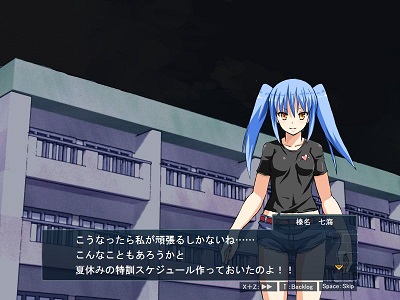 榛名 七海
こうなったら私が頑張るしかないね……
こんなこともあろうかと
夏休みの特訓スケジュール作っておいたのよ！！
X+Z: ▶▶ ↑:Backlog Space:Skip